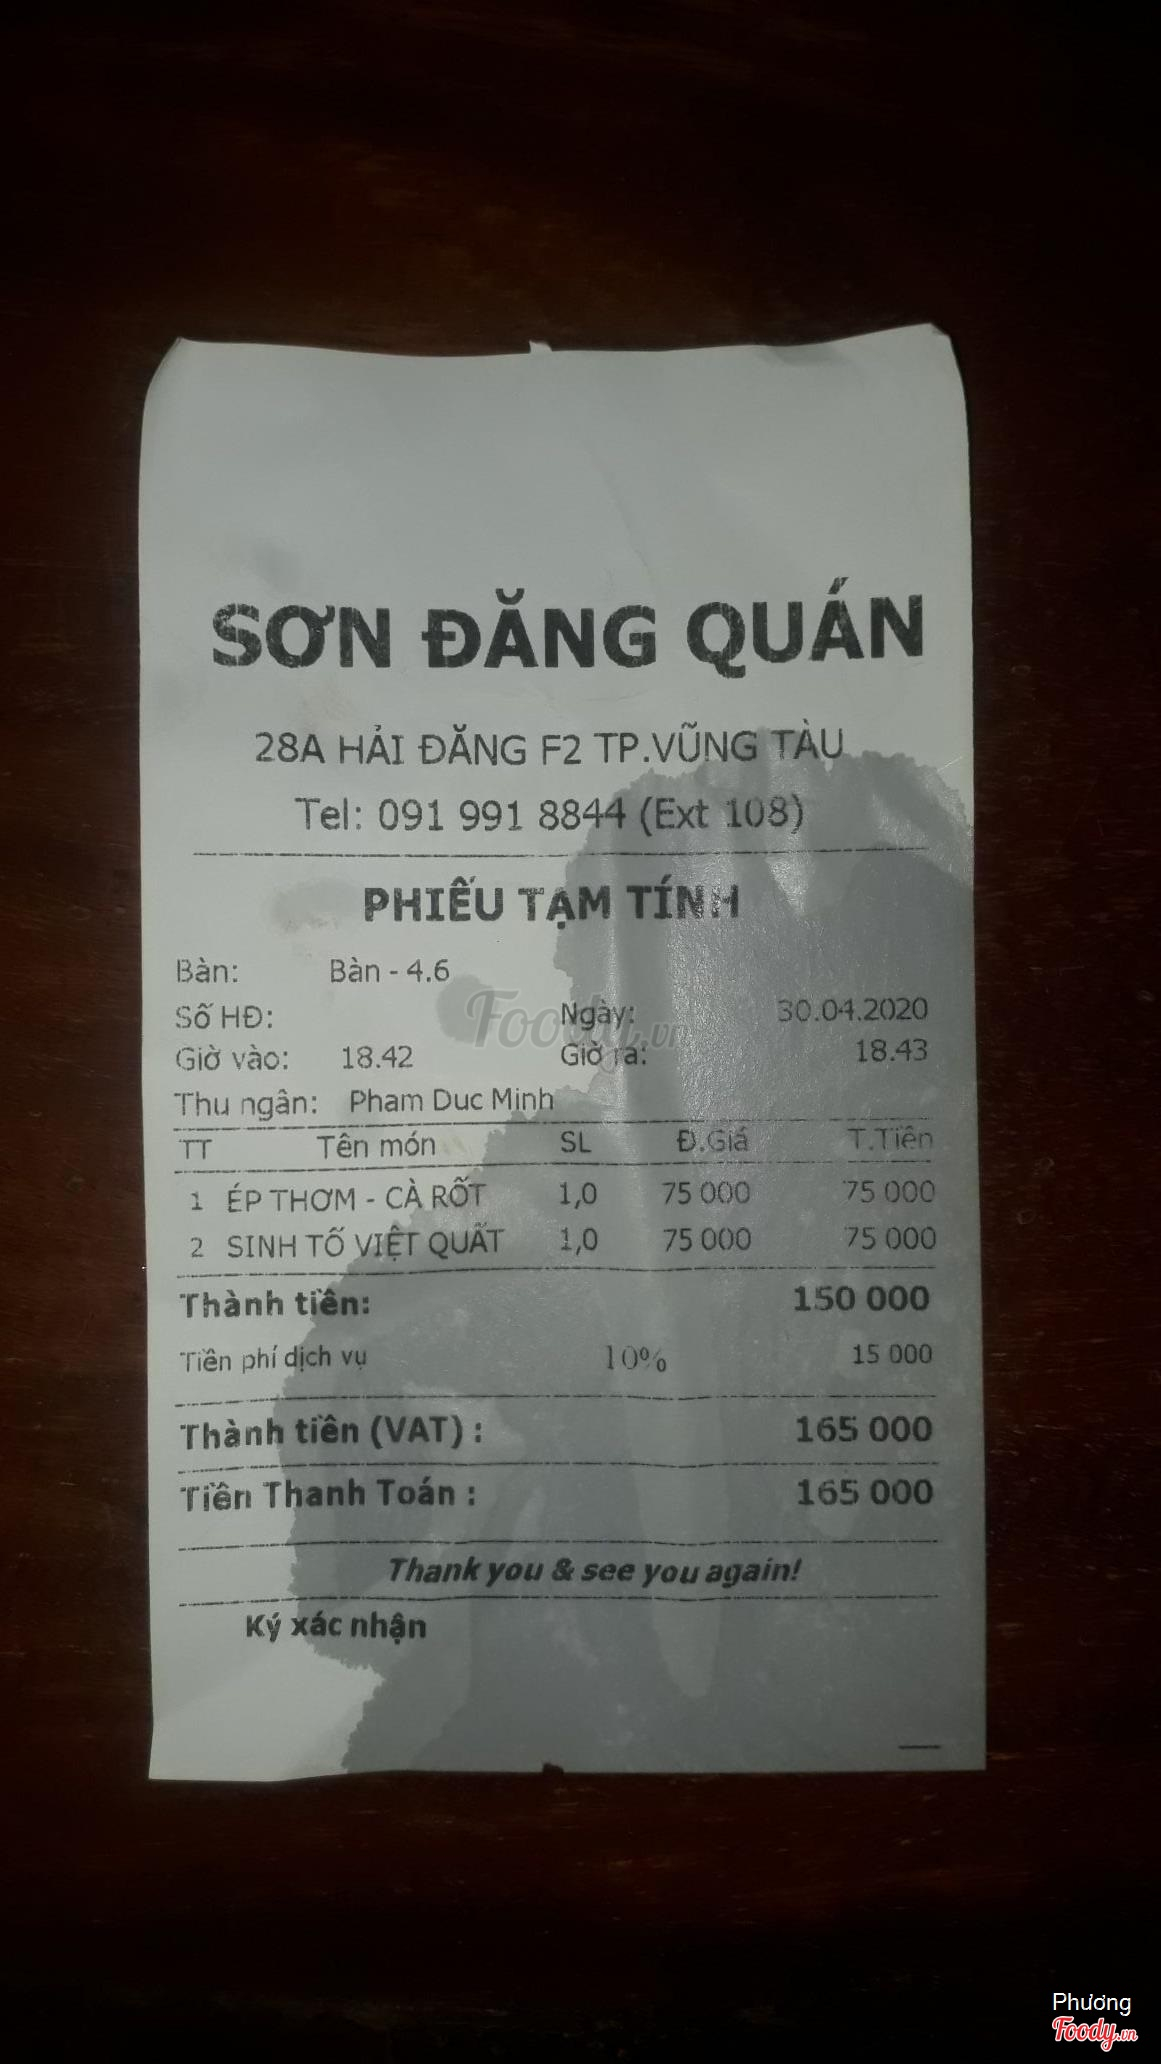 SƠN ĐĂNG QUÁN
28A HẢI ĐĂNG F2 TP.VŨNG TÀU
Tel: 091 991 8844 (Ext 108)
PHIẾU TẠM TÍNH
Bàn: Bàn - 4.6
Số HĐ: Ngày: 30.04.2020
Giờ vào: 18.42 Giờ ra: 18.43
Thu ngân: Pham Duc Minh
TT Tên món SL Đ.Giá T.Tiền
1 ÉP THƠM - CÀ RỐT 1,0 75 000 75 000
2 SINH TỐ VIỆT QUẤT 1,0 75 000 75 000
Thành tiền: 150 000
Tiền phí dịch vụ 10% 15 000
Thành tiền (VAT) : 165 000
Tiền Thanh Toán : 165 000
Thank you & see you again!
Ký xác nhận
Foody.vn
Phương
Foody.vn